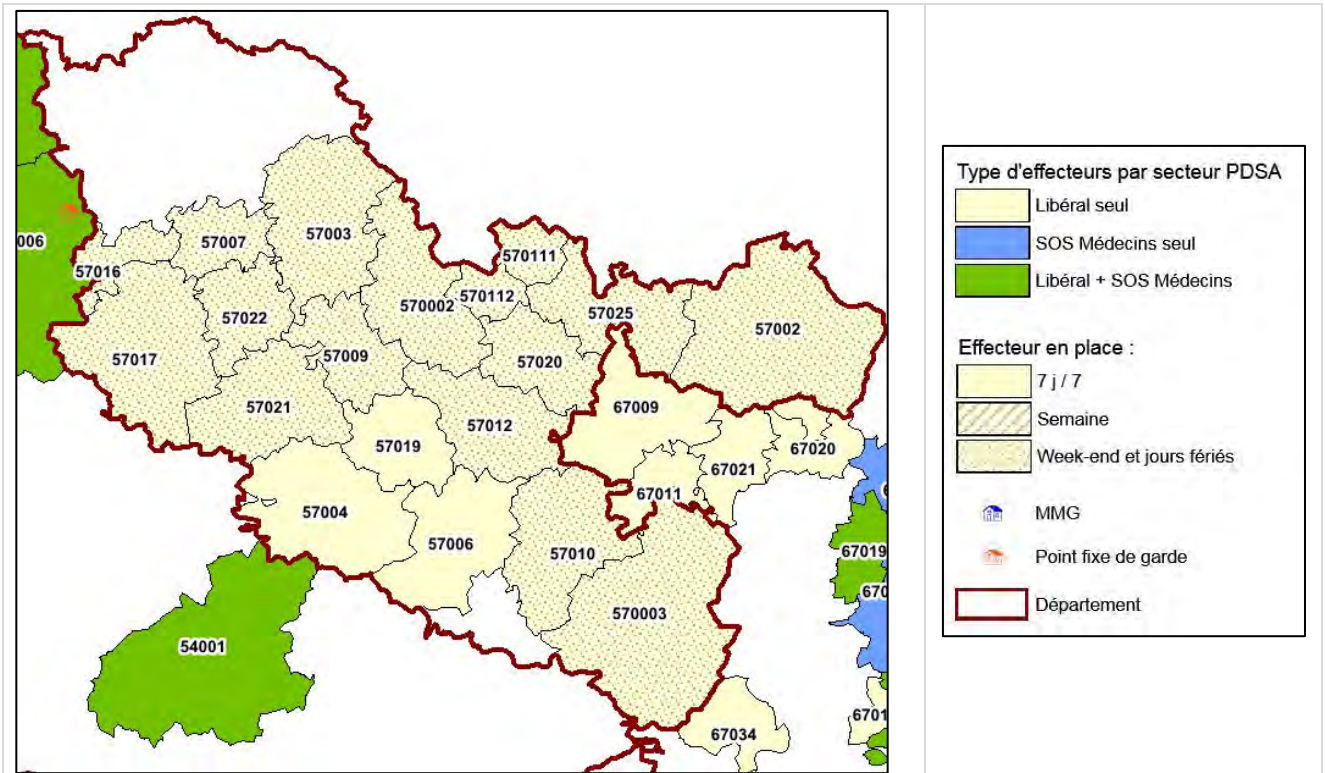 006
57016
57007
57003
570111
570112
570002
57025
57002
57022
57017
57009
57020
57021
57012
67009
57019
67020
67021
67011
57004
57006
57010
67019
570003
54001
67034
Type d'effecteurs par secteur PDSA
Libéral seul
SOS Médecins seul
Libéral + SOS Médecins
Effecteur en place :
7 j / 7
Semaine
Week-end et jours fériés
MMG
Point fixe de garde
Département